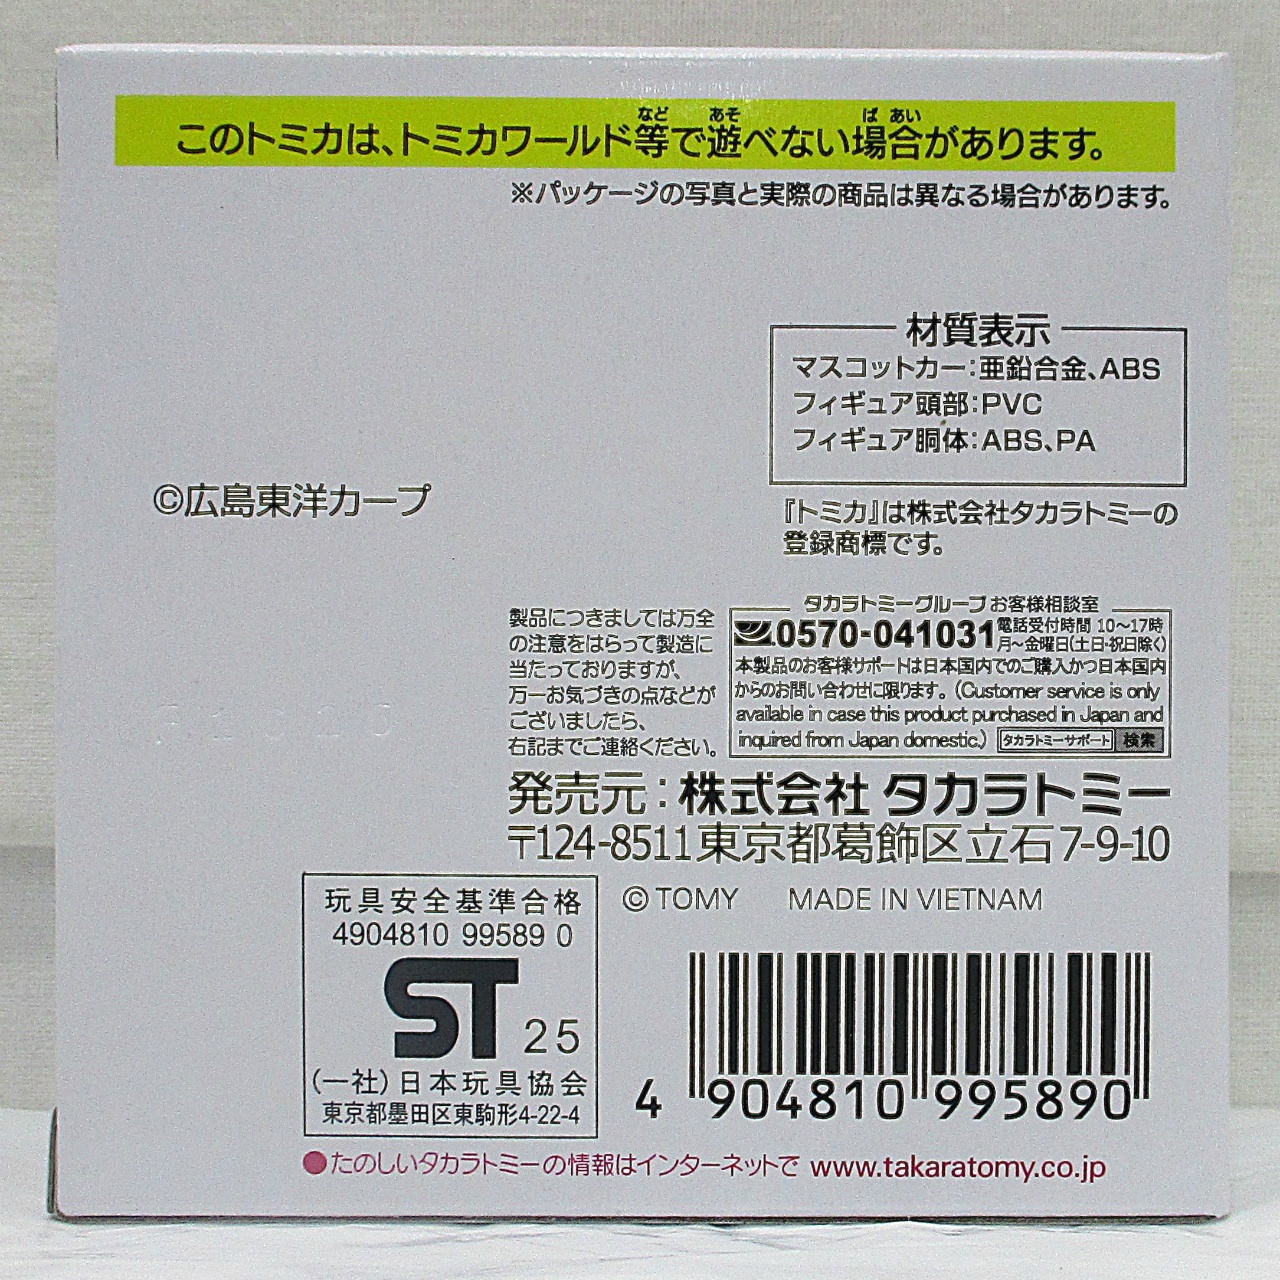 このトミカは、トミカワールド等で遊べない場合があります。
※パッケージの写真と実際の商品は異なる場合があります。
材質表示
マスコットカー:亜鉛合金、ABS
フィギュア頭部:PVC
フィギュア胴体:ABS、PA
©広島東洋カープ
『トミカ』は株式会社タカラトミーの
登録商標です。
製品につきましては万全
の注意をはらって製造に
当たっておりますが、
万一お気づきの点などが
ございましたら、
右記までご連絡ください。
タカラトミーグループお客様相談室
0570-041031 電話受付時間 10〜17時
月〜金曜日(土日・祝日除く)
本製品のお客様サポートは日本国内でのご購入かつ日本国内
からのお問い合わせに限ります。(Customer service is only
available in case this product purchased in Japan and
inquired from Japan domestic.) タカラトミーサポート 検索
発売元:株式会社 タカラトミー
〒124-8511 東京都葛飾区立石7-9-10
© TOMY MADE IN VIETNAM
玩具安全基準合格
4904810 99589 0
ST 25
(一社)日本玩具協会
東京都墨田区東駒形4-22-4
4 904810 995890
●たのしいタカラトミーの情報はインターネットで www.takaratomy.co.jp